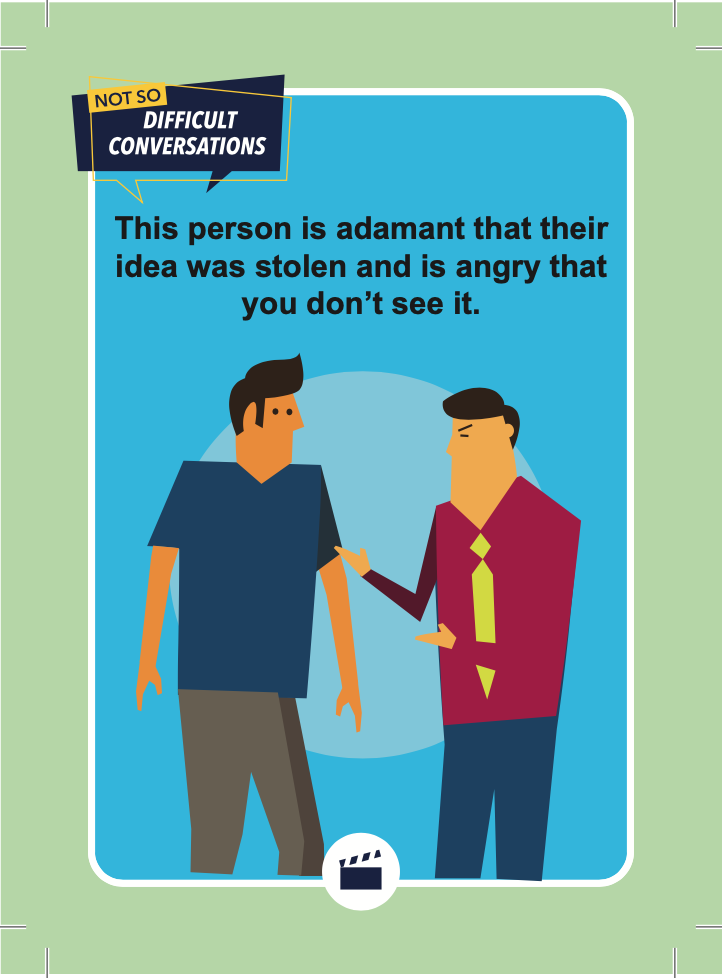 NOT SO
DIFFICULT
CONVERSATIONS
This person is adamant that their
idea was stolen and is angry that
you don’t see it.